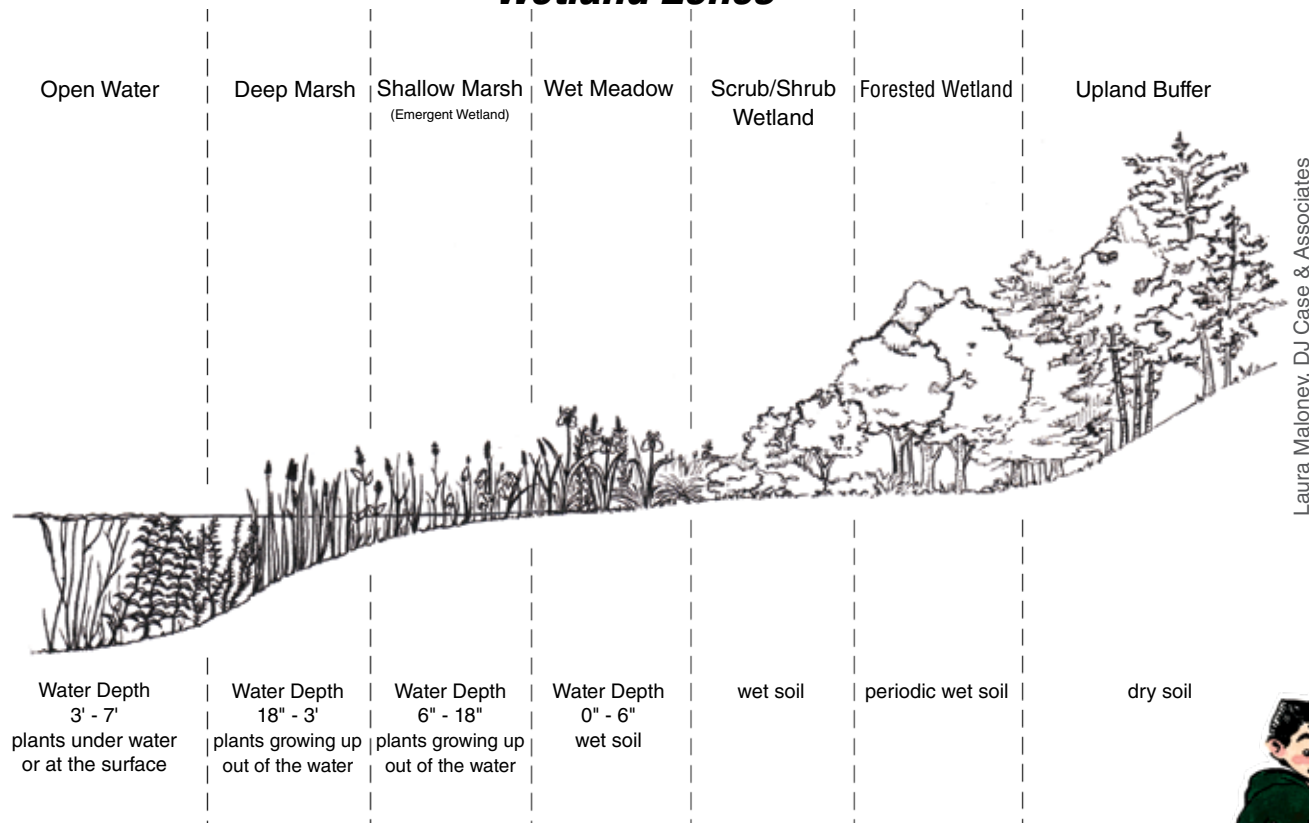 Wetland Zones
Open Water
Deep Marsh
Shallow Marsh
(Emergent Wetland)
Wet Meadow
Scrub/Shrub
Wetland
Forested Wetland
Upland Buffer
Laura Maloney, DJ Case & Associates
Water Depth
3' - 7'
plants under water
or at the surface
Water Depth
18" - 3'
plants growing up
out of the water
Water Depth
6" - 18"
plants growing up
out of the water
Water Depth
0" - 6"
wet soil
wet soil
periodic wet soil
dry soil